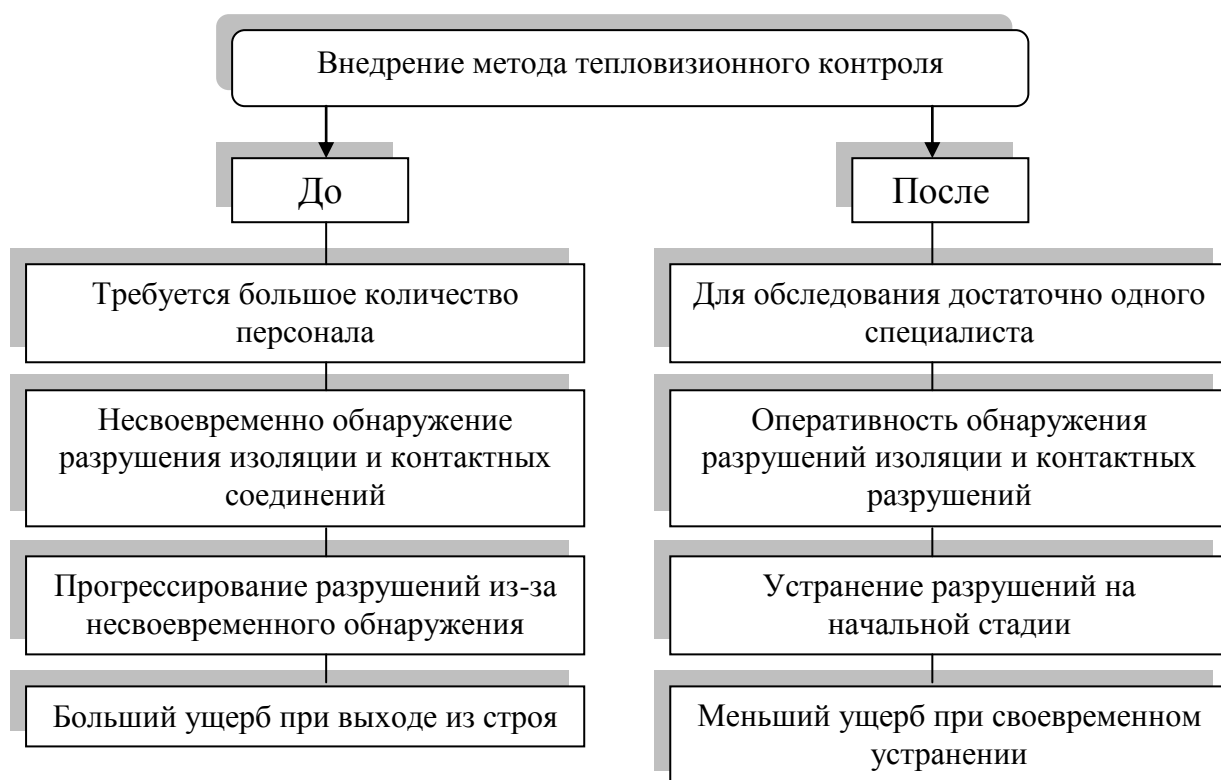 Внедрение метода тепловизионного контроля
До
После
Требуется большое количество
персонала
Для обследования достаточно одного
специалиста
Несвоевременно обнаружение
разрушения изоляции и контактных
соединений
Оперативность обнаружения
разрушений изоляции и контактных
разрушений
Прогрессирование разрушений из-за
несвоевременного обнаружения
Устранение разрушений на
начальной стадии
Больший ущерб при выходе из строя
Меньший ущерб при своевременном
устранении